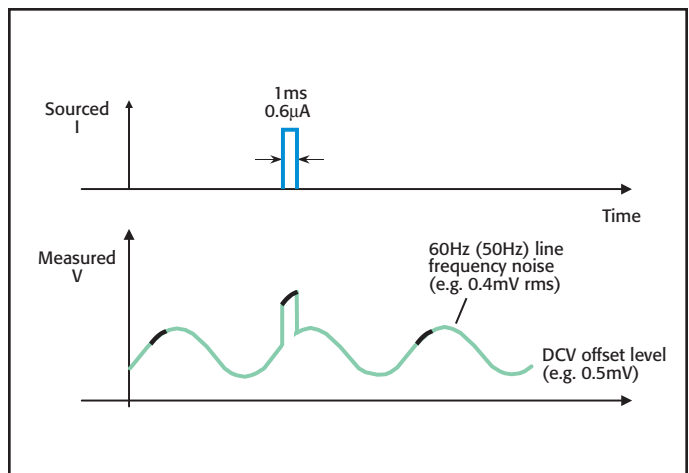 1ms
0.6µA
Sourced
I
Time
Measured
V
60Hz (50Hz) line
frequency noise
(e.g. 0.4mV rms)
DCV offset level
(e.g. 0.5mV)